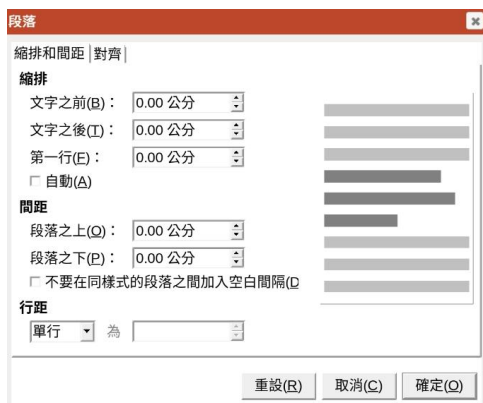 段落
縮排和間距 對齊
縮排
文字之前(B)： 0.00 公分
文字之後(T)： 0.00 公分
第一行(F)： 0.00 公分
自動(A)
間距
段落之上(O)： 0.00 公分
段落之下(P)： 0.00 公分
不要在同樣式的段落之間加入空白間隔(D
行距
單行 為
重設(R) 取消(C) 確定(O)